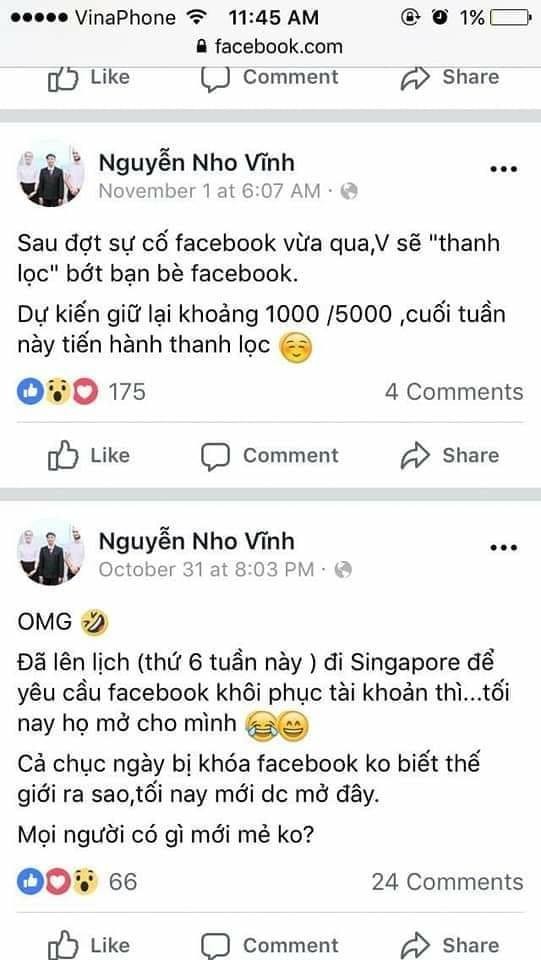 VinaPhone 11:45 AM 1%
facebook.com
Like Comment Share
Nguyễn Nho Vĩnh
November 1 at 6:07 AM ·
Sau đợt sự cố facebook vừa qua,V sẽ "thanh
lọc" bớt bạn bè facebook.
Dự kiến giữ lại khoảng 1000 /5000 ,cuối tuần
này tiến hành thanh lọc ☺️
175 4 Comments
Like Comment Share
Nguyễn Nho Vĩnh
October 31 at 8:03 PM ·
OMG 🤣
Đã lên lịch (thứ 6 tuần này ) đi Singapore để
yêu cầu facebook khôi phục tài khoản thì...tối
nay họ mở cho mình 😂😄
Cả chục ngày bị khóa facebook ko biết thế
giới ra sao,tối nay mới dc mở đây.
Mọi người có gì mới mẻ ko?
66 24 Comments
Like Comment Share